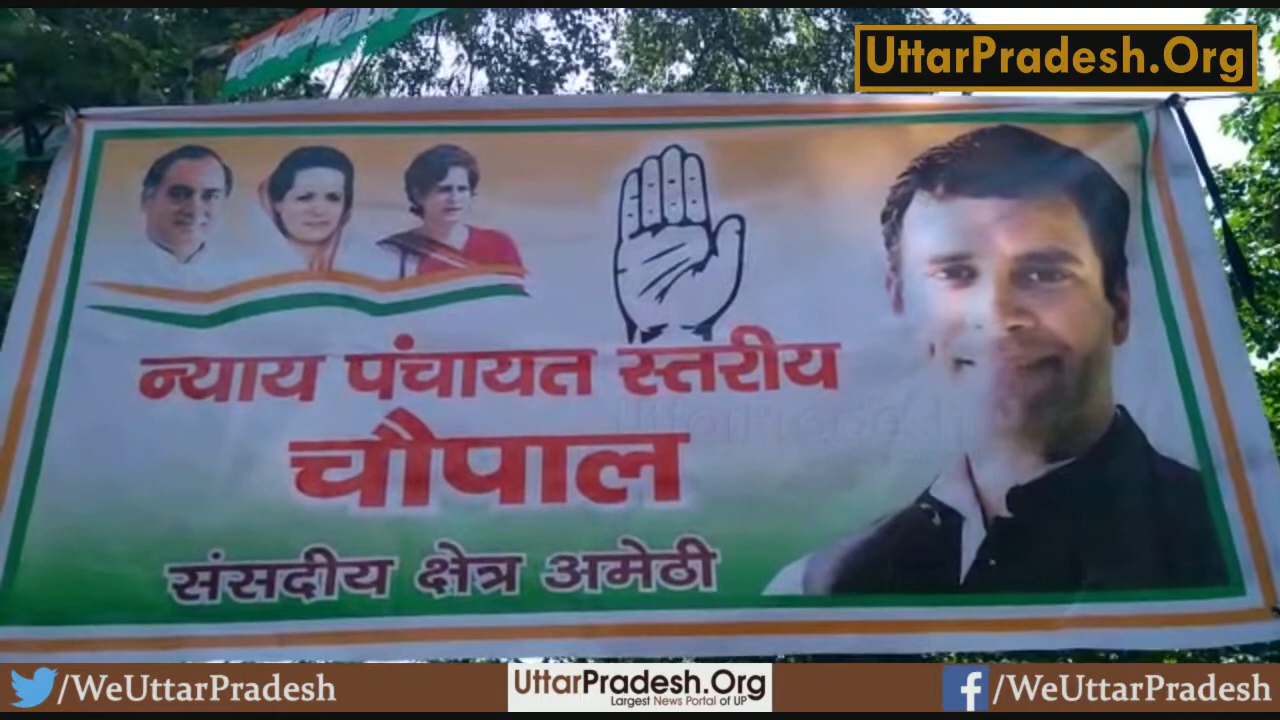 UttarPradesh.Org
न्याय पंचायत स्तरीय
चौपाल
संसदीय क्षेत्र अमेठी
/WeUttarPradesh
UttarPradesh.Org
Largest News Portal of UP
/WeUttarPradesh